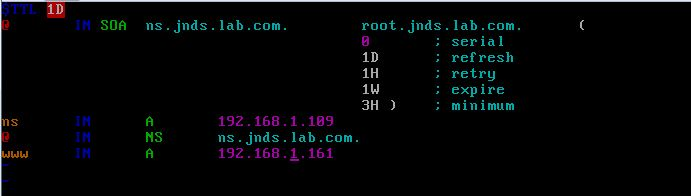 $TTL 1D
@ IN SOA ns.jnds.lab.com. root.jnds.lab.com. (
0 ; serial
1D ; refresh
1H ; retry
1W ; expire
3H ) ; minimum
ns IN A 192.168.1.109
@ IN NS ns.jnds.lab.com.
www IN A 192.168.1.161
~
~